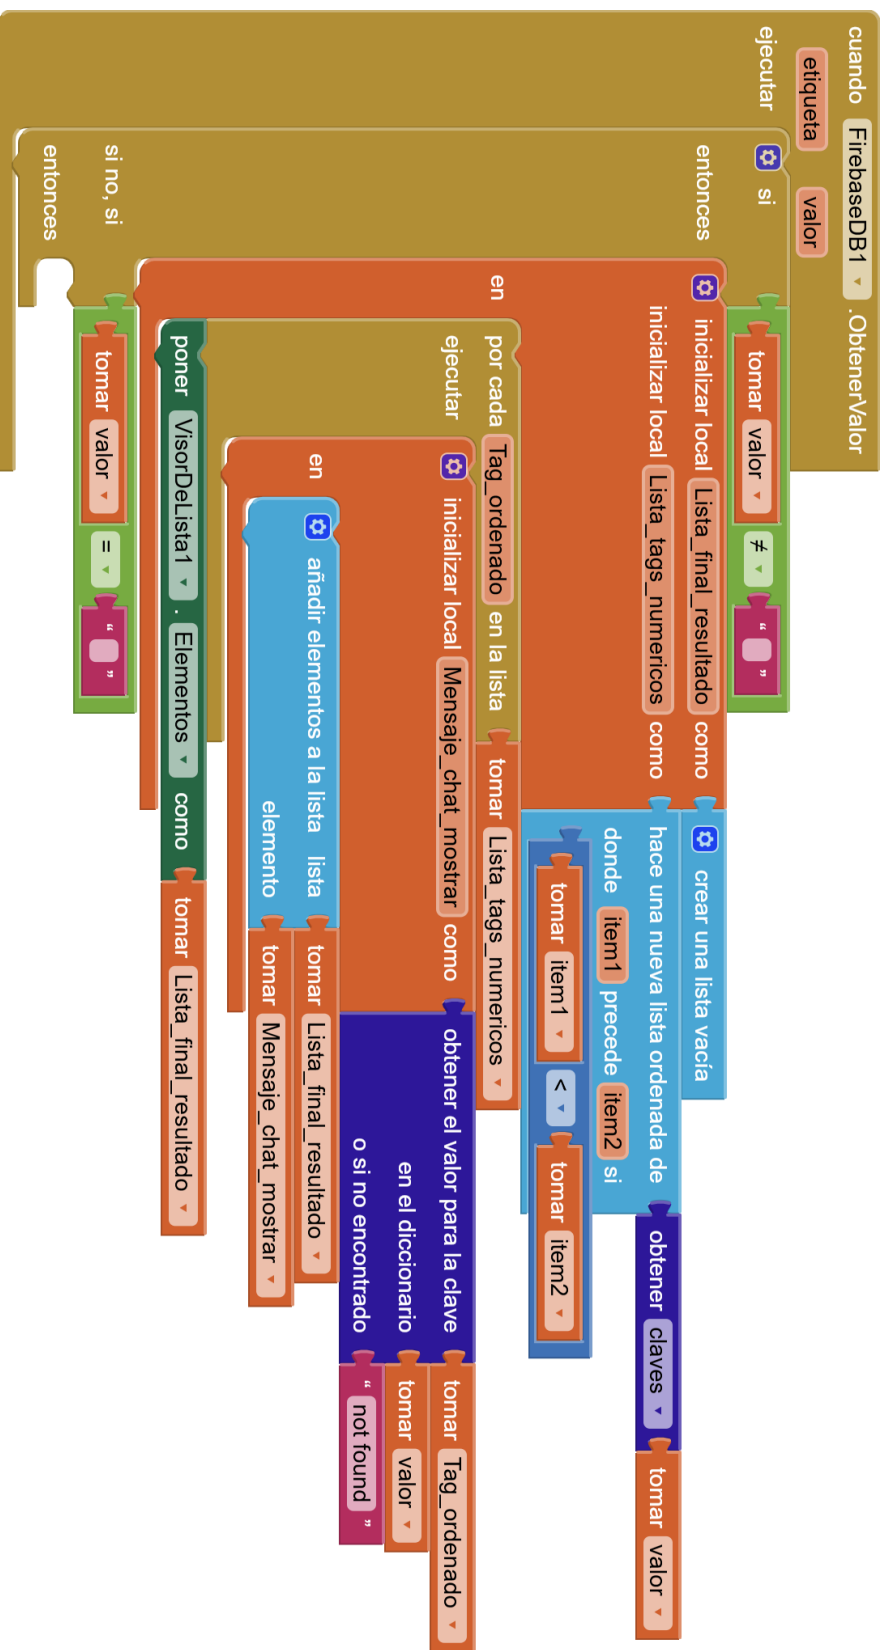 cuando FirebaseDB1 .ObtenerValor
etiqueta valor
ejecutar si tomar valor ≠ “ ”
entonces inicializar local Lista_final_resultado como crear una lista vacía
inicializar local Lista_tags_numericos como hace una nueva lista ordenada de obtener claves tomar valor
donde item1 precede item2 si
tomar item1 < tomar item2
en por cada Tag_ordenado en la lista tomar Lista_tags_numericos
ejecutar inicializar local Mensaje_chat_mostrar como obtener el valor para la clave tomar Tag_ordenado
en el diccionario tomar valor
o si no encontrado “ not found ”
en añadir elementos a la lista lista tomar Lista_final_resultado
elemento tomar Mensaje_chat_mostrar
poner VisorDeLista1 . Elementos como tomar Lista_final_resultado
si no, si tomar valor = “ ”
entonces